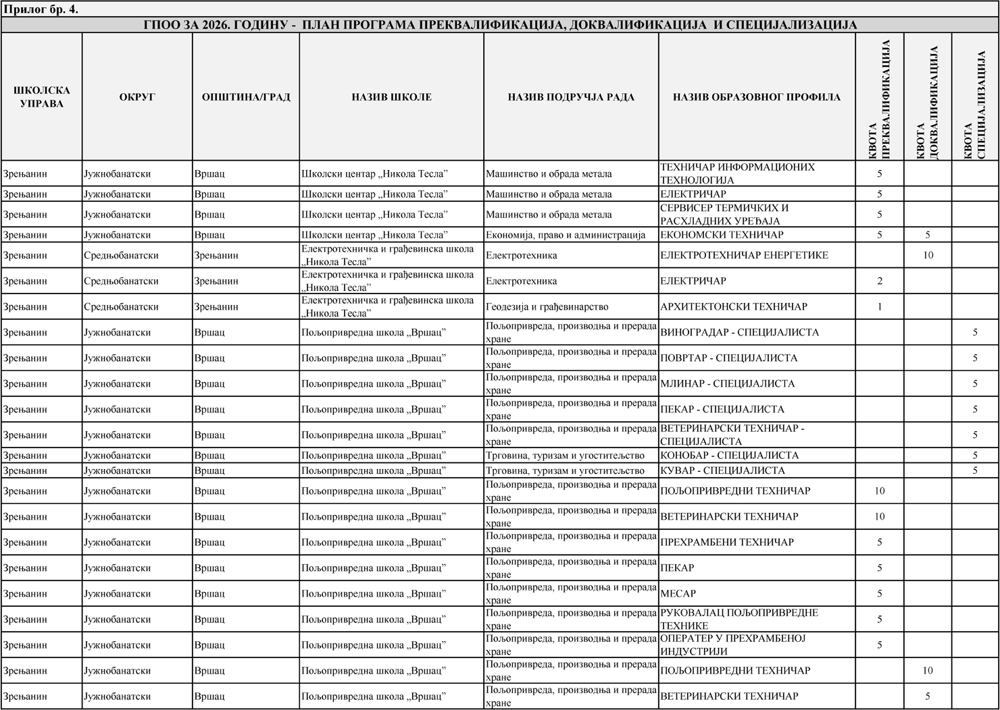 Прилог бр. 4.
ГПОО ЗА 2026. ГОДИНУ - ПЛАН ПРОГРАМА ПРЕКВАЛИФИКАЦИЈА, ДОКВАЛИФИКАЦИЈА И СПЕЦИЈАЛИЗАЦИЈА
ШКОЛСКА УПРАВА ОКРУГ ОПШТИНА/ГРАД НАЗИВ ШКОЛЕ НАЗИВ ПОДРУЧЈА РАДА НАЗИВ ОБРАЗОВНОГ ПРОФИЛА КВОТА ПРЕКВАЛИФИКАЦИЈА КВОТА ДОКВАЛИФИКАЦИЈА КВОТА СПЕЦИЈАЛИЗАЦИЈА
Зрењанин Јужнобанатски Вршац Школски центар „Никола Тесла” Машинство и обрада метала ТЕХНИЧАР ИНФОРМАЦИОНИХ ТЕХНОЛОГИЈА 5
Зрењанин Јужнобанатски Вршац Школски центар „Никола Тесла” Машинство и обрада метала ЕЛЕКТРИЧАР 5
Зрењанин Јужнобанатски Вршац Школски центар „Никола Тесла” Машинство и обрада метала СЕРВИСЕР ТЕРМИЧКИХ И РАСХЛАДНИХ УРЕЂАЈА 5
Зрењанин Јужнобанатски Вршац Школски центар „Никола Тесла” Економија, право и администрација ЕКОНОМСКИ ТЕХНИЧАР 5 5
Зрењанин Средњобанатски Зрењанин Електротехничка и грађевинска школа „Никола Тесла” Електротехника ЕЛЕКТРОТЕХНИЧАР ЕНЕРГЕТИКЕ 10
Зрењанин Средњобанатски Зрењанин Електротехничка и грађевинска школа „Никола Тесла” Електротехника ЕЛЕКТРИЧАР 2
Зрењанин Средњобанатски Зрењанин Електротехничка и грађевинска школа „Никола Тесла” Геодезија и грађевинарство АРХИТЕКТОНСКИ ТЕХНИЧАР 1
Зрењанин Јужнобанатски Вршац Пољопривредна школа „Вршац” Пољопривреда, производња и прерада хране ВИНОГРАДАР - СПЕЦИЈАЛИСТА 5
Зрењанин Јужнобанатски Вршац Пољопривредна школа „Вршац” Пољопривреда, производња и прерада хране ПОВРТАР - СПЕЦИЈАЛИСТА 5
Зрењанин Јужнобанатски Вршац Пољопривредна школа „Вршац” Пољопривреда, производња и прерада хране МЛИНАР - СПЕЦИЈАЛИСТА 5
Зрењанин Јужнобанатски Вршац Пољопривредна школа „Вршац” Пољопривреда, производња и прерада хране ПЕКАР - СПЕЦИЈАЛИСТА 5
Зрењанин Јужнобанатски Вршац Пољопривредна школа „Вршац” Пољопривреда, производња и прерада хране ВЕТЕРИНАРСКИ ТЕХНИЧАР - СПЕЦИЈАЛИСТА 5
Зрењанин Јужнобанатски Вршац Пољопривредна школа „Вршац” Трговина, туризам и угоститељство КОНОБАР - СПЕЦИЈАЛИСТА 5
Зрењанин Јужнобанатски Вршац Пољопривредна школа „Вршац” Трговина, туризам и угоститељство КУВАР - СПЕЦИЈАЛИСТА 5
Зрењанин Јужнобанатски Вршац Пољопривредна школа „Вршац” Пољопривреда, производња и прерада хране ПОЉОПРИВРЕДНИ ТЕХНИЧАР 10
Зрењанин Јужнобанатски Вршац Пољопривредна школа „Вршац” Пољопривреда, производња и прерада хране ВЕТЕРИНАРСКИ ТЕХНИЧАР 10
Зрењанин Јужнобанатски Вршац Пољопривредна школа „Вршац” Пољопривреда, производња и прерада хране ПРЕХРАМБЕНИ ТЕХНИЧАР 5
Зрењанин Јужнобанатски Вршац Пољопривредна школа „Вршац” Пољопривреда, производња и прерада хране ПЕКАР 5
Зрењанин Јужнобанатски Вршац Пољопривредна школа „Вршац” Пољопривреда, производња и прерада хране МЕСАР 5
Зрењанин Јужнобанатски Вршац Пољопривредна школа „Вршац” Пољопривреда, производња и прерада хране РУКОВАЛАЦ ПОЉОПРИВРЕДНЕ ТЕХНИКЕ 5
Зрењанин Јужнобанатски Вршац Пољопривредна школа „Вршац” Пољопривреда, производња и прерада хране ОПЕРАТЕР У ПРЕХРАМБЕНОЈ ИНДУСТРИЈИ 5
Зрењанин Јужнобанатски Вршац Пољопривредна школа „Вршац” Пољопривреда, производња и прерада хране ПОЉОПРИВРЕДНИ ТЕХНИЧАР 10
Зрењанин Јужнобанатски Вршац Пољопривредна школа „Вршац” Пољопривреда, производња и прерада хране ВЕТЕРИНАРСКИ ТЕХНИЧАР 5